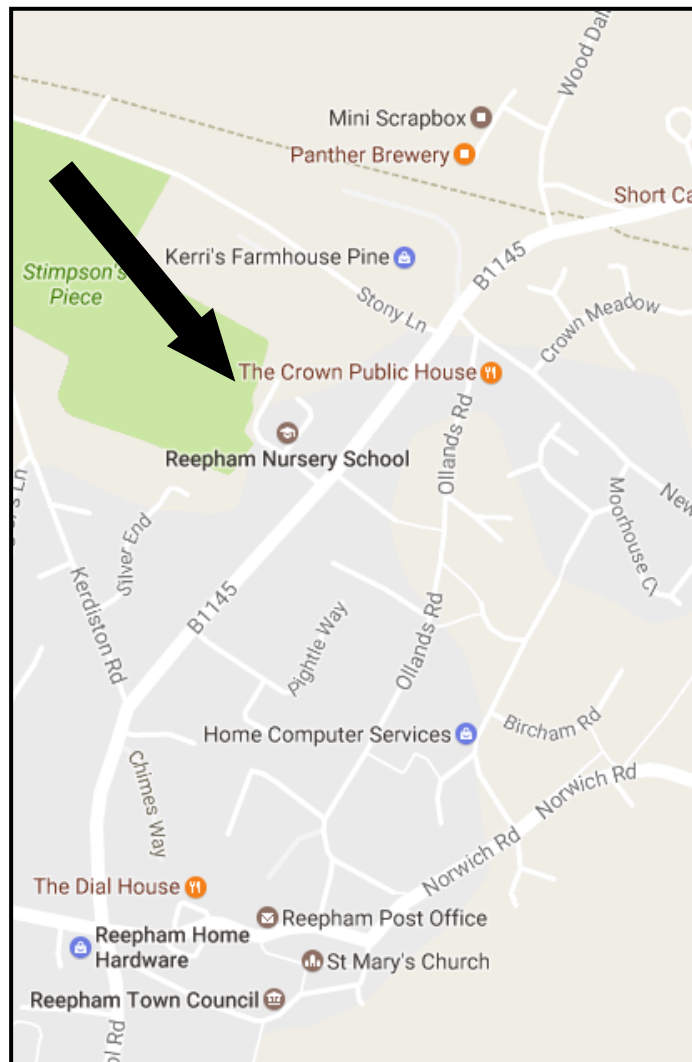 Wood Dal
Mini Scrapbox
Panther Brewery
Short Ca
Kerri's Farmhouse Pine
B1145
Stimpson's
Piece
Stony Ln
Crown Meadow
The Crown Public House
Ollands Rd
Reepham Nursery School
New
Moorhouse Cl
Silver End
Kerdiston Rd
B1145
Pightle Way
Ollands Rd
Bircham Rd
Home Computer Services
Norwich Rd
Chimes Way
Norwich Rd
The Dial House
Reepham Post Office
Reepham Home
Hardware
St Mary's Church
Reepham Town Council
ol Rd